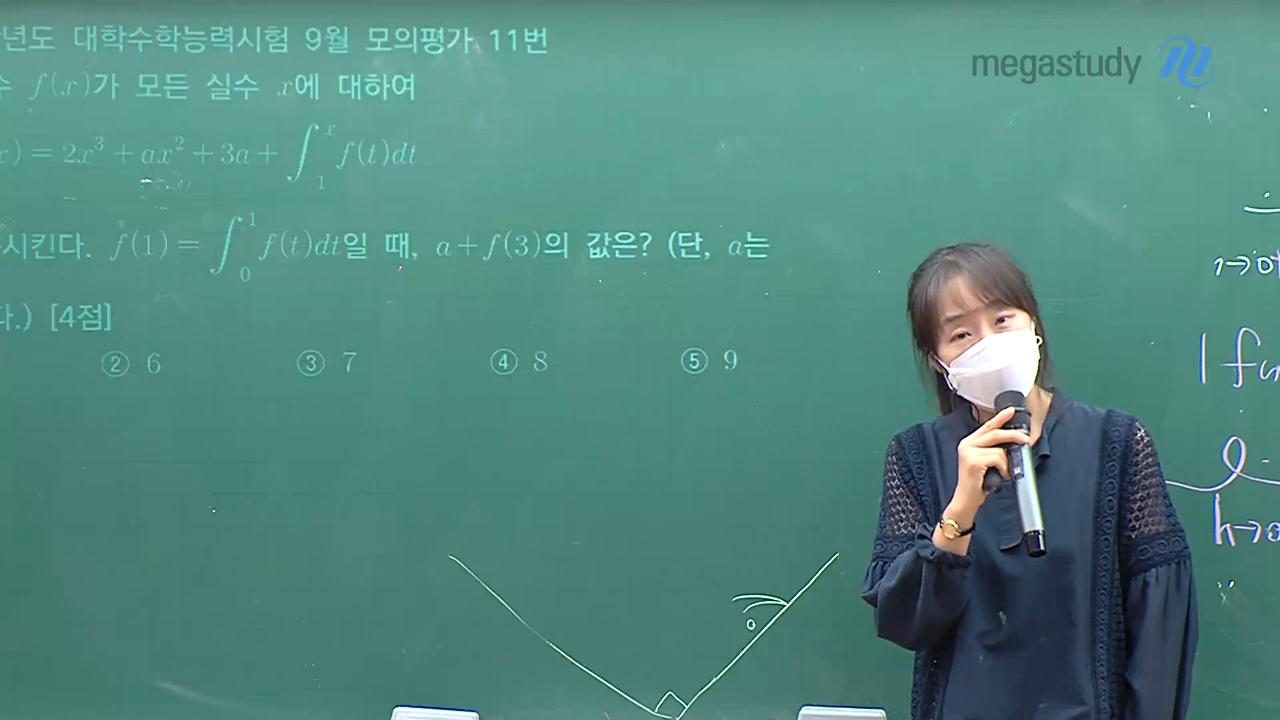 년도 대학수학능력시험 9월 모의평가 11번
megastudy
수 f(x)가 모든 실수 x에 대하여
x) = 2x³ + ax² + 3a + ∫₁ˣ f(t)dt
시킨다. f(1) = ∫₀¹ f(t)dt일 때, a+f(3)의 값은? (단, a는
다.) [4점]
② 6 ③ 7 ④ 8 ⑤ 9
h→0
0